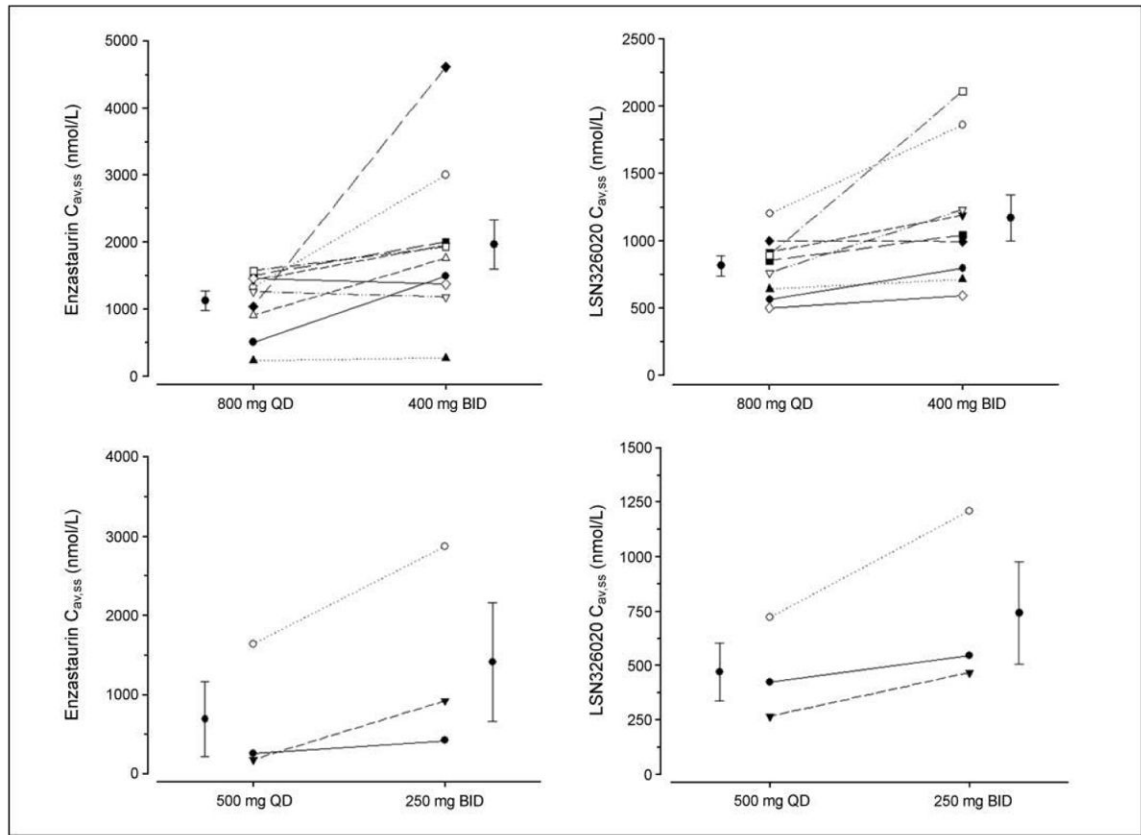 5000
4000
3000
2000
1000
0
Enzastaurin Cav,ss (nmol/L)
800 mg QD
400 mg BID
2500
2000
1500
1000
500
0
LSN326020 Cav,ss (nmol/L)
800 mg QD
400 mg BID
4000
3000
2000
1000
0
Enzastaurin Cav,ss (nmol/L)
500 mg QD
250 mg BID
1500
1250
1000
750
500
250
0
LSN326020 Cav,ss (nmol/L)
500 mg QD
250 mg BID